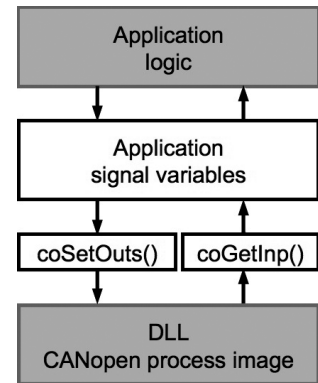 Application
logic
Application
signal variables
coSetOuts()
coGetInp()
DLL
CANopen process image